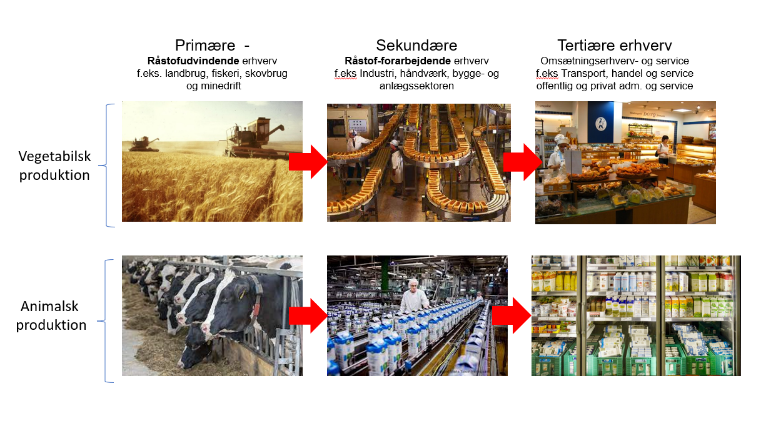 Primære -
Råstofudvindende erhverv
f.eks. landbrug, fiskeri, skovbrug
og minedrift
Sekundære
Råstof-forarbejdende erhverv
f.eks Industri, håndværk, bygge- og
anlægssektoren
Tertiære erhverv
Omsætningserhverv- og service
f.eks Transport, handel og service
offentlig og privat adm. og service
Vegetabilsk
produktion
Animalsk
produktion